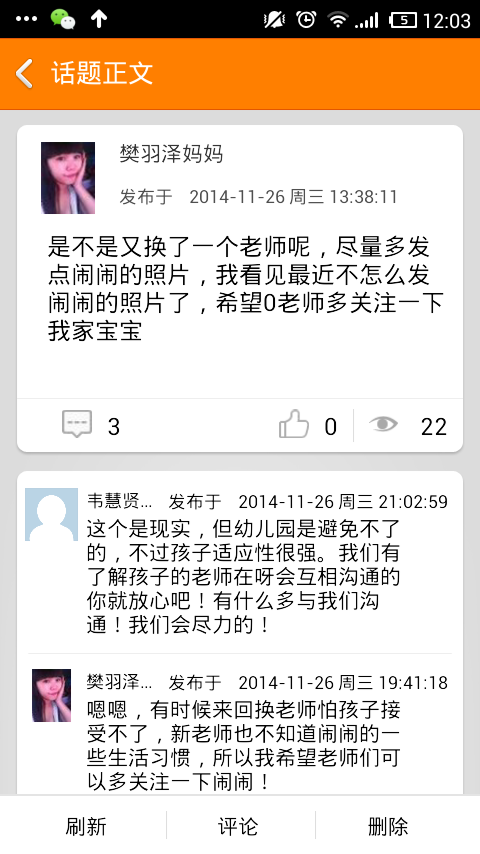 5 12:03
话题正文
樊羽泽妈妈
发布于 2014-11-26 周三 13:38:11
是不是又换了一个老师呢，尽量多发
点闹闹的照片，我看见最近不怎么发
闹闹的照片了，希望0老师多关注一下
我家宝宝
3 0 22
韦慧贤... 发布于 2014-11-26 周三 21:02:59
这个是现实，但幼儿园是避免不了
的，不过孩子适应性很强。我们有
了解孩子的老师在呀会互相沟通的
你就放心吧！有什么多与我们沟
通！我们会尽力的！
樊羽泽... 发布于 2014-11-26 周三 19:41:18
嗯嗯，有时候来回换老师怕孩子接
受不了，新老师也不知道闹闹的一
些生活习惯，所以我希望老师们可
以多关注一下闹闹！
刷新 评论 删除